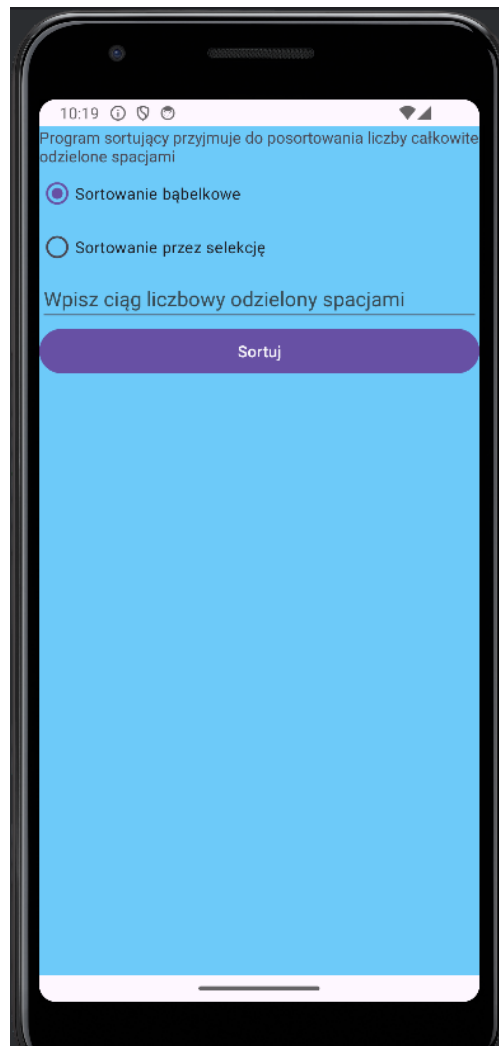 10:19
Program sortujący przyjmuje do posortowania liczby całkowite
odzielone spacjami
Sortowanie bąbelkowe
Sortowanie przez selekcję
Wpisz ciąg liczbowy odzielony spacjami
Sortuj